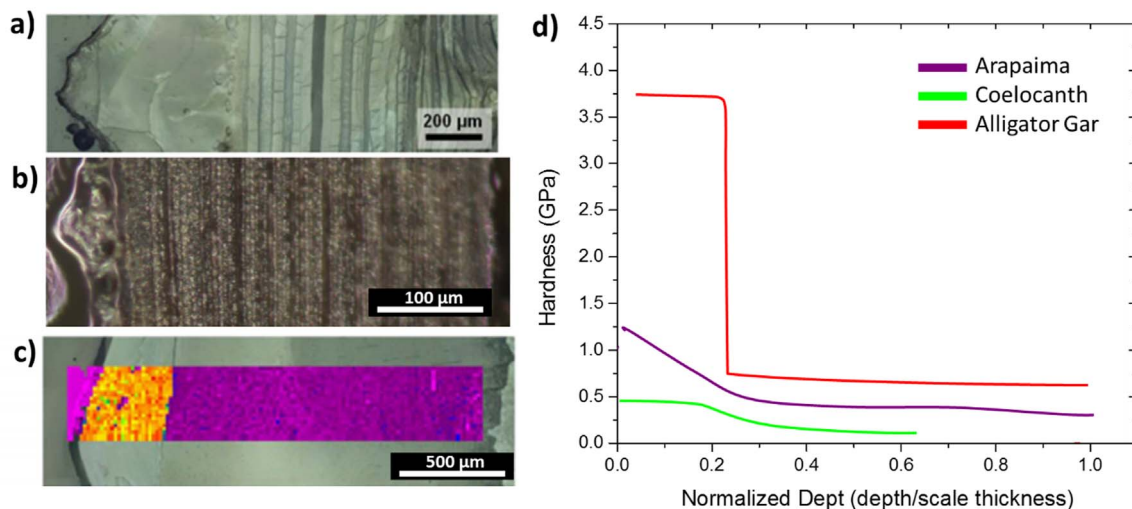 a)
200 µm
b)
100 µm
c)
500 µm
d)
4.5
4.0
3.5
3.0
2.5
2.0
1.5
1.0
0.5
0.0
Hardness (GPa)
Arapaima
Coelocanth
Alligator Gar
0.0 0.2 0.4 0.6 0.8 1.0
Normalized Dept (depth/scale thickness)